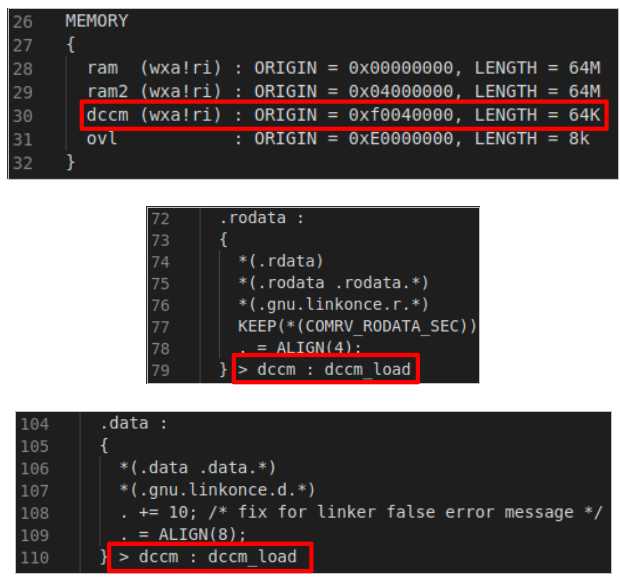 26 MEMORY
27 {
28 ram (wxa!ri) : ORIGIN = 0x00000000, LENGTH = 64M
29 ram2 (wxa!ri) : ORIGIN = 0x04000000, LENGTH = 64M
30 dccm (wxa!ri) : ORIGIN = 0xf0040000, LENGTH = 64K
31 ovl : ORIGIN = 0xE0000000, LENGTH = 8k
32 }
72 .rodata :
73 {
74 *(.rdata)
75 *(.rodata .rodata.*)
76 *(.gnu.linkonce.r.*)
77 KEEP(*(COMRV_RODATA_SEC))
78 . = ALIGN(4);
79 } > dccm : dccm_load
104 .data :
105 {
106 *(.data .data.*)
107 *(.gnu.linkonce.d.*)
108 . += 10; /* fix for linker false error message */
109 . = ALIGN(8);
110 } > dccm : dccm_load